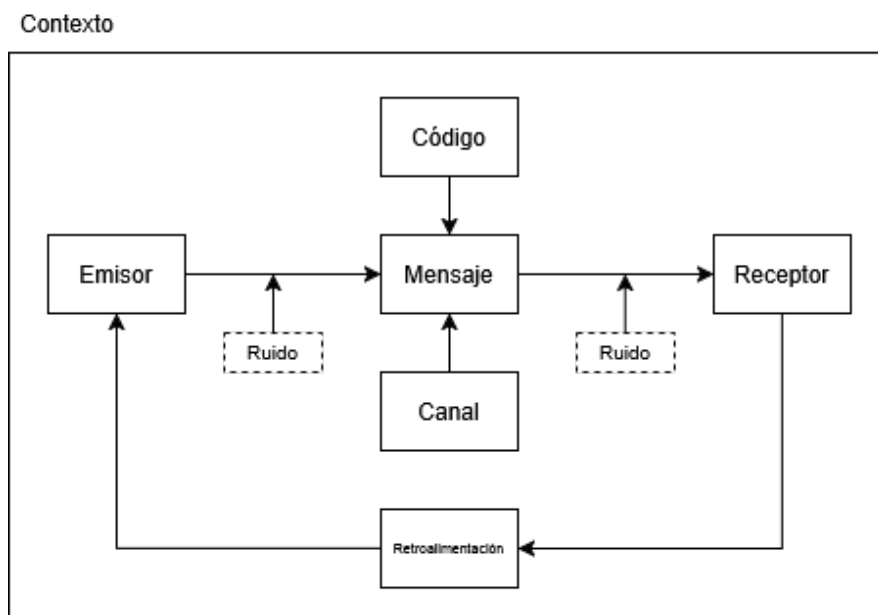 Contexto
Código
Emisor
Mensaje
Receptor
Ruido
Ruido
Canal
Retroalimentación